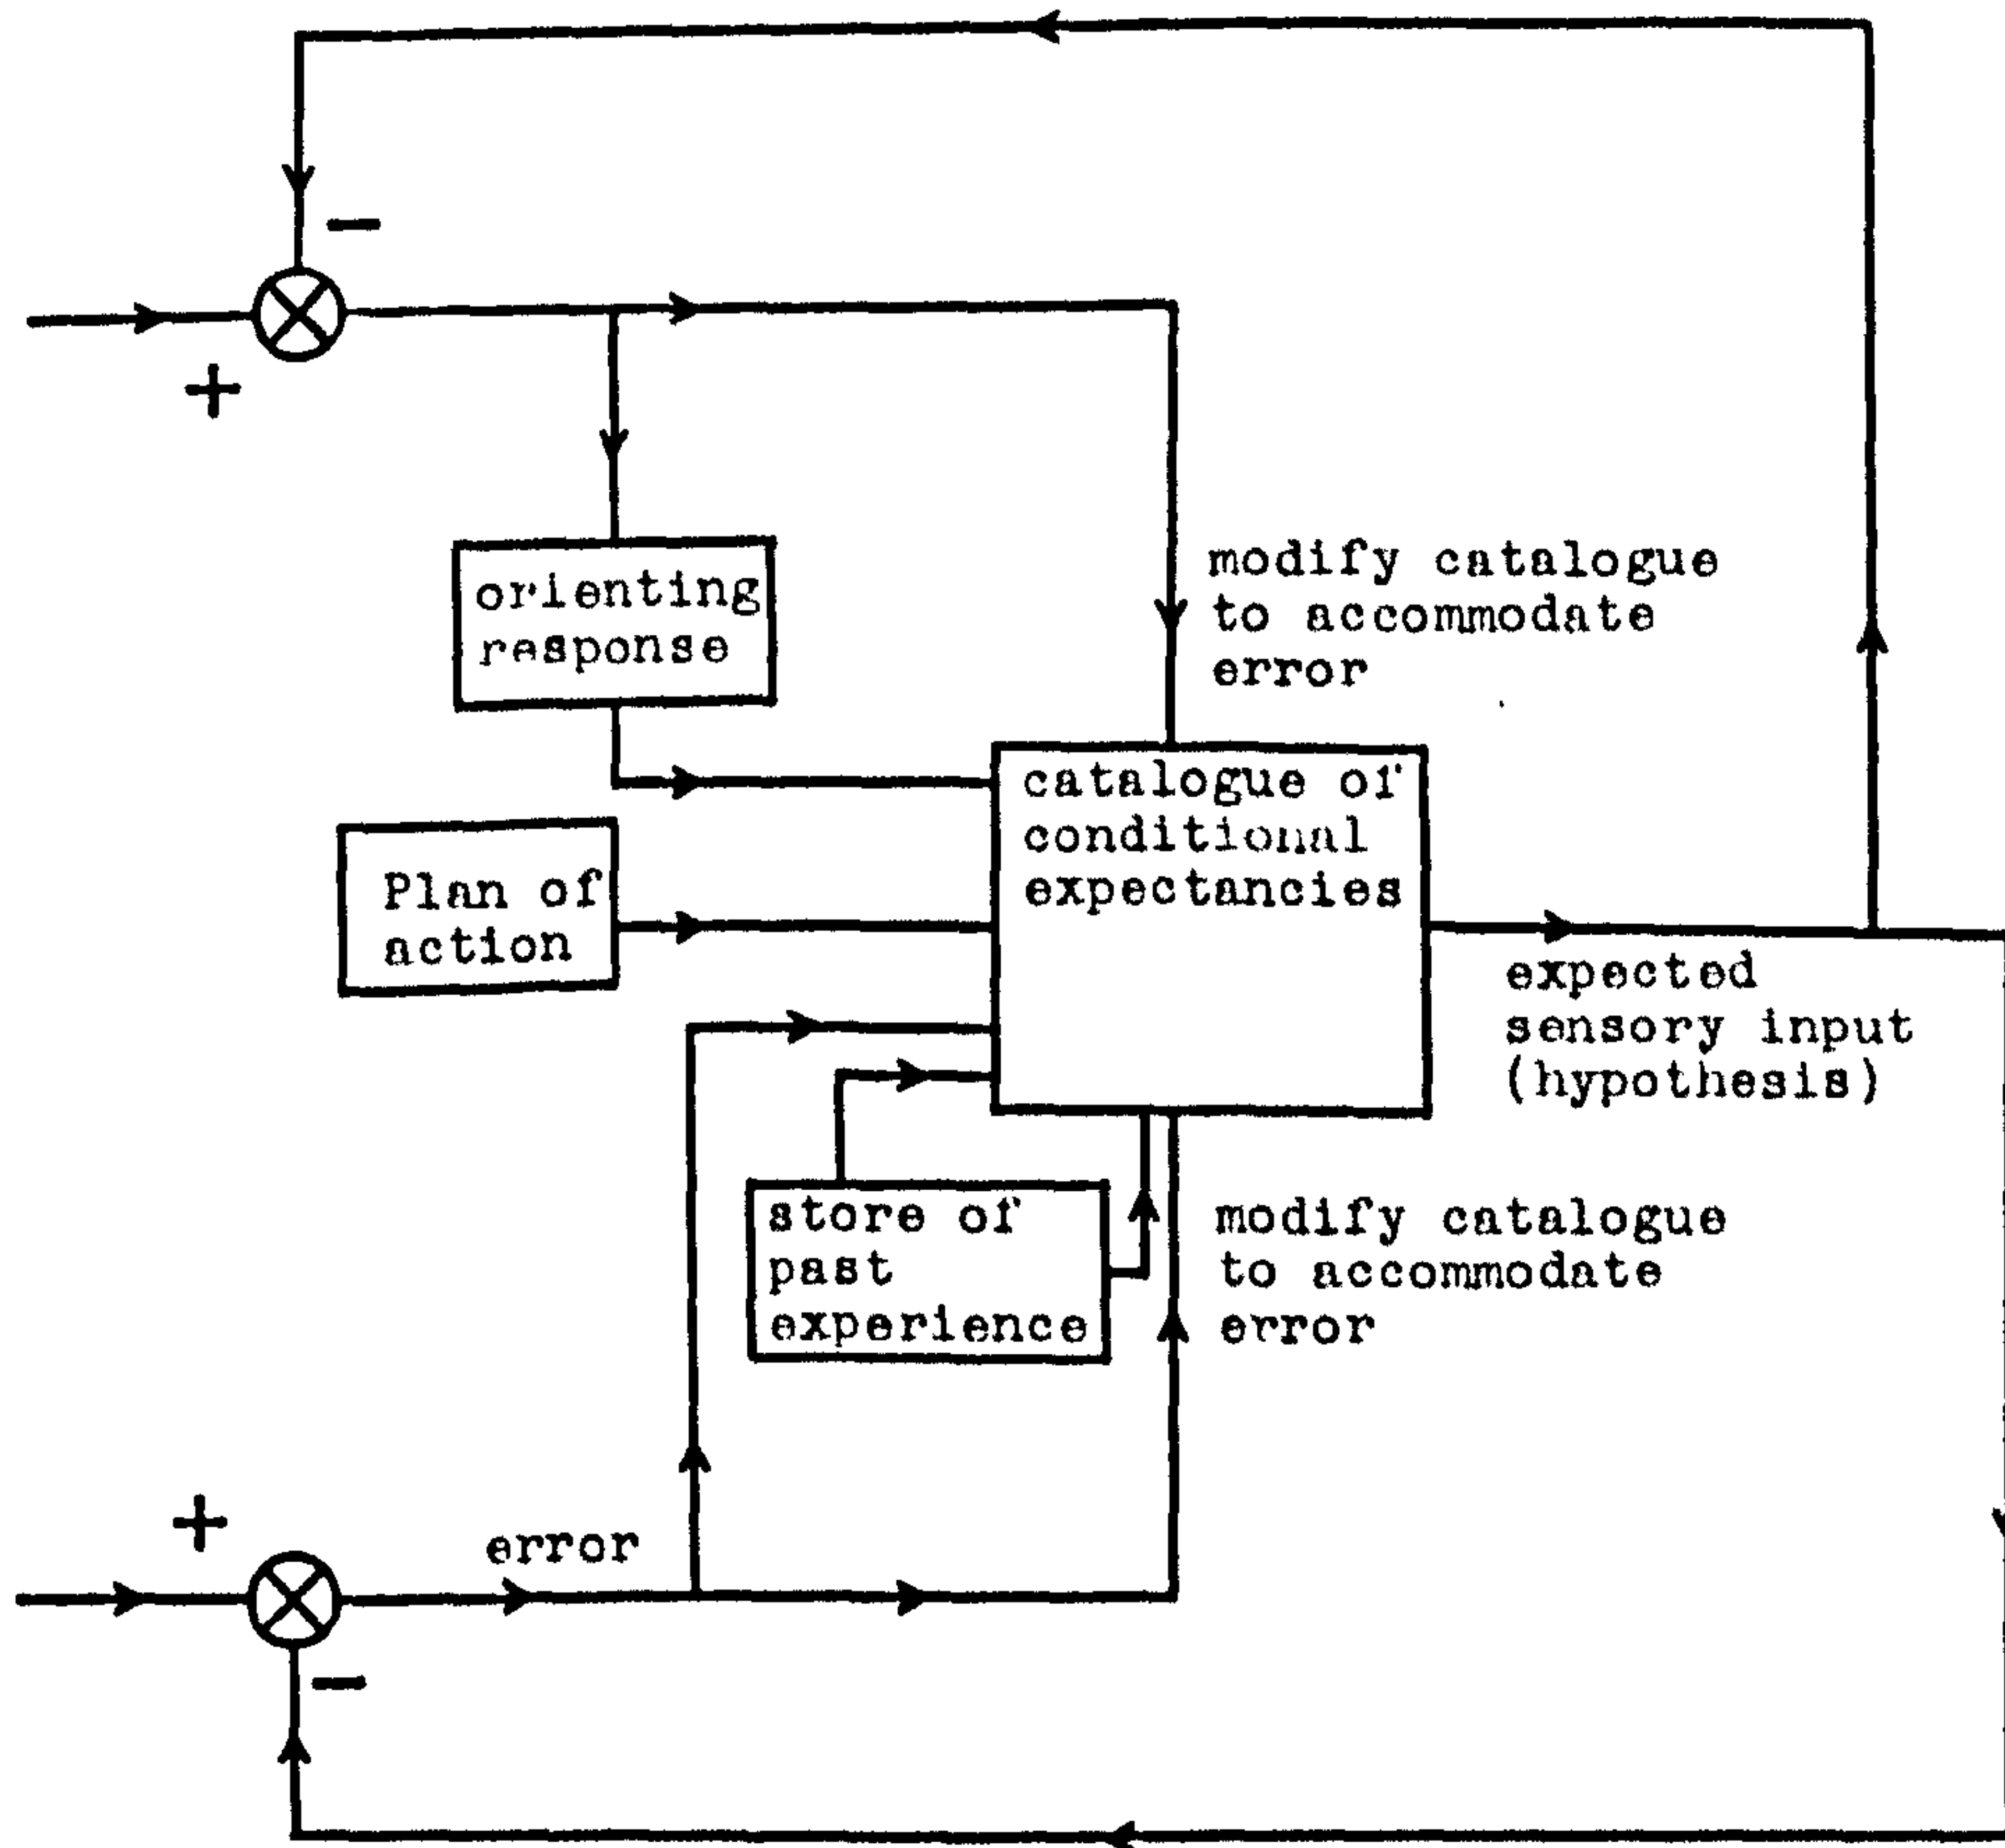 −
+
orienting
response
modify catalogue
to accommodate
error
catalogue of
conditional
expectancies
Plan of
action
expected
sensory input
(hypothesis)
store of
past
experience
modify catalogue
to accommodate
error
+
error
−